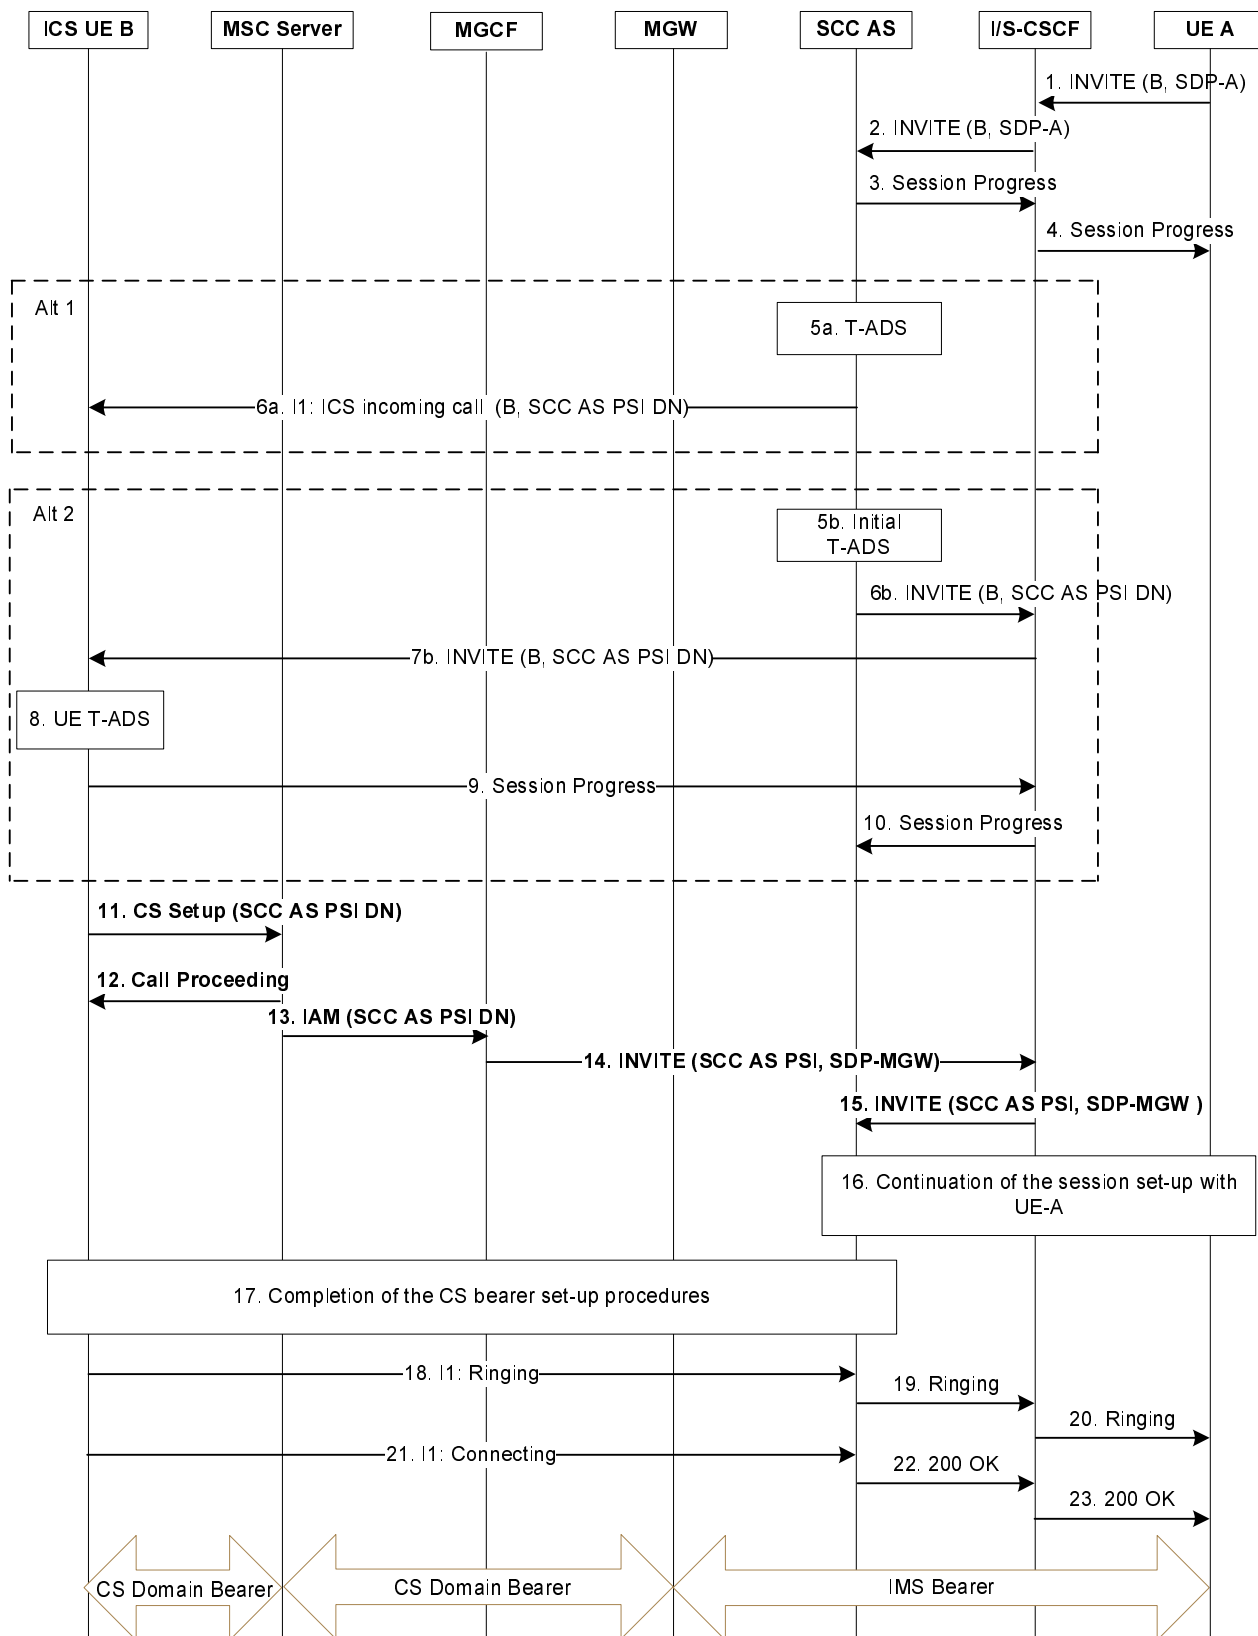 ICS UE B
MSC Server
MGCF
MGW
SCC AS
I/S-CSCF
UE A
1. INVITE (B, SDP-A)
2. INVITE (B, SDP-A)
3. Session Progress
4. Session Progress
Alt 1
5a. T-ADS
6a. I1: ICS incoming call (B, SCC AS PSI DN)
Alt 2
5b. Initial
T-ADS
6b. INVITE (B, SCC AS PSI DN)
7b. INVITE (B, SCC AS PSI DN)
8. UE T-ADS
9. Session Progress
10. Session Progress
11. CS Setup (SCC AS PSI DN)
12. Call Proceeding
13. IAM (SCC AS PSI DN)
14. INVITE (SCC AS PSI, SDP-MGW)
15. INVITE (SCC AS PSI, SDP-MGW )
16. Continuation of the session set-up with
UE-A
17. Completion of the CS bearer set-up procedures
18. I1: Ringing
19. Ringing
20. Ringing
21. I1: Connecting
22. 200 OK
23. 200 OK
CS Domain Bearer
CS Domain Bearer
IMS Bearer